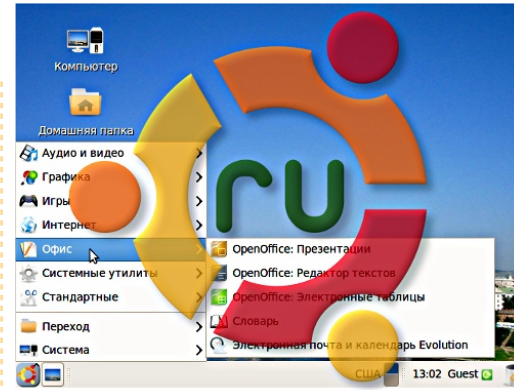 Компьютер
Домашняя папка
Аудио и видео
Графика
Игры
Интернет
Офис
Системные утилиты
Стандартные
Переход
Система
OpenOffice: Презентации
OpenOffice: Редактор текстов
OpenOffice: Электронные таблицы
Словарь
Электронная почта и календарь Evolution
ru
США 13:02 Guest